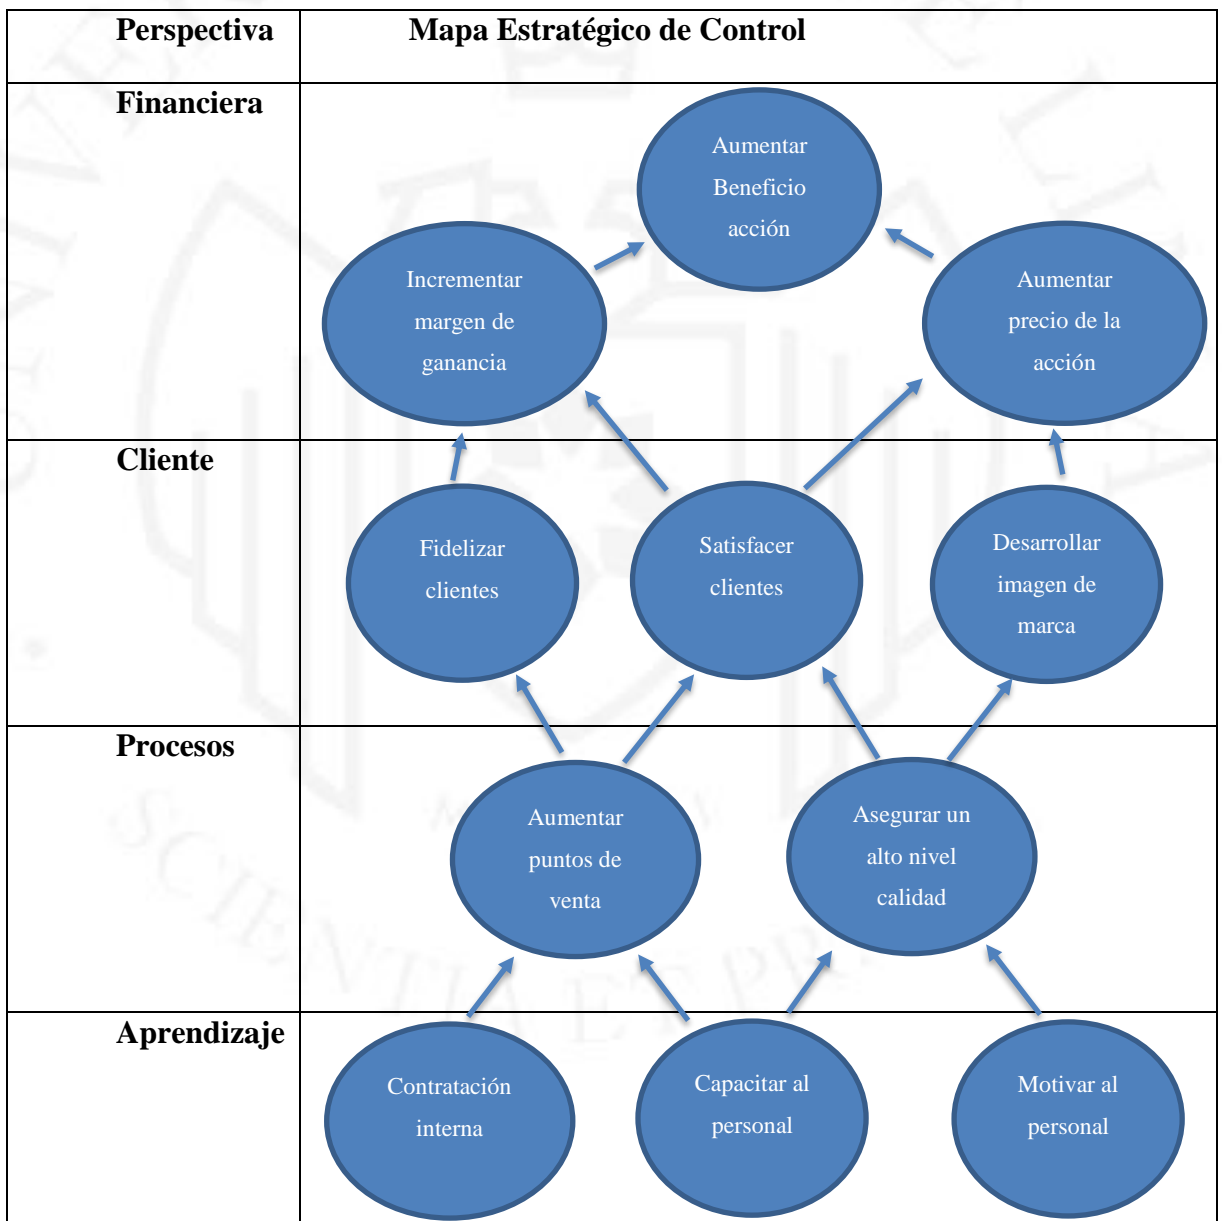 Perspectiva
Mapa Estratégico de Control
Financiera
Aumentar
Beneficio
acción
Incrementar
margen de
ganancia
Aumentar
precio de la
acción
Cliente
Fidelizar
clientes
Satisfacer
clientes
Desarrollar
imagen de
marca
Procesos
Aumentar
puntos de
venta
Asegurar un
alto nivel
calidad
Aprendizaje
Contratación
interna
Capacitar al
personal
Motivar al
personal